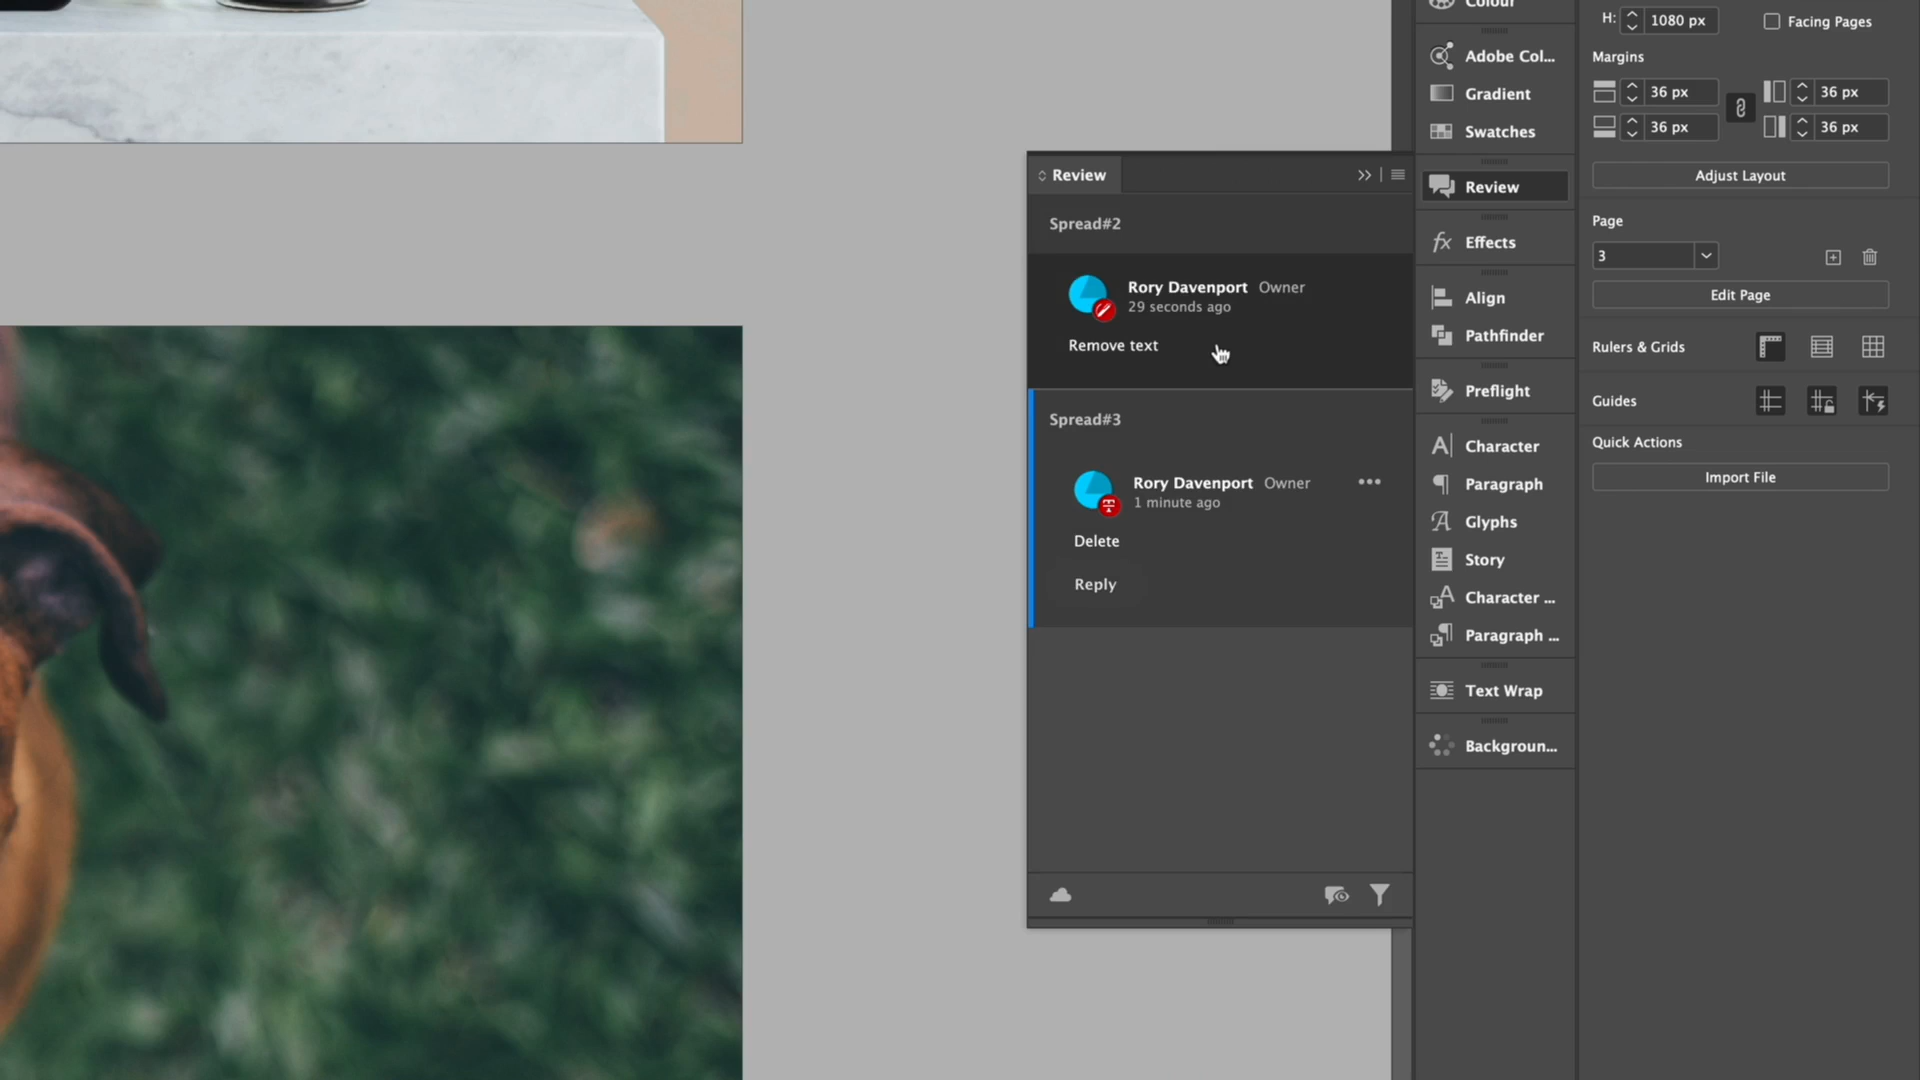 Colour
H: 1080 px
Facing Pages
Adobe Col...
Margins
Gradient
36 px
36 px
Swatches
36 px
36 px
Review
>> | Review
Adjust Layout
Spread#2
Page
Effects
3
Rory Davenport Owner
29 seconds ago
Align
Edit Page
Remove text
Pathfinder
Rulers & Grids
Preflight
Guides
Spread#3
Character
Quick Actions
Rory Davenport Owner
1 minute ago
Paragraph
Import File
Glyphs
Delete
Story
Reply
Character ...
Paragraph ...
Text Wrap
Backgroun...